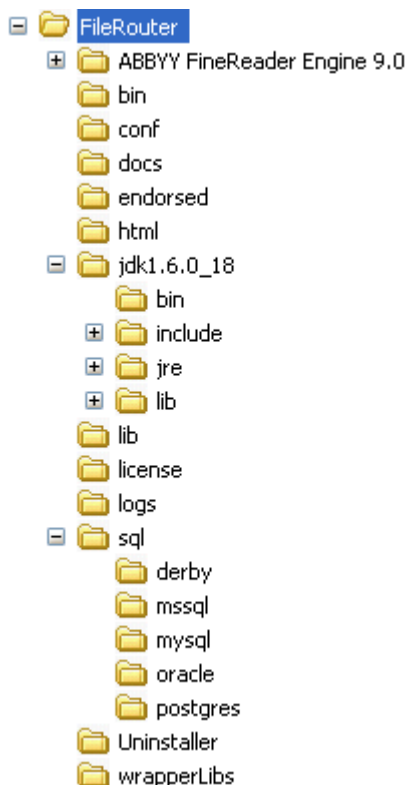 FileRouter
ABBYY FineReader Engine 9.0
bin
conf
docs
endorsed
html
jdk1.6.0_18
bin
include
jre
lib
lib
license
logs
sql
derby
mssql
mysql
oracle
postgres
Uninstaller
wrapperLibs